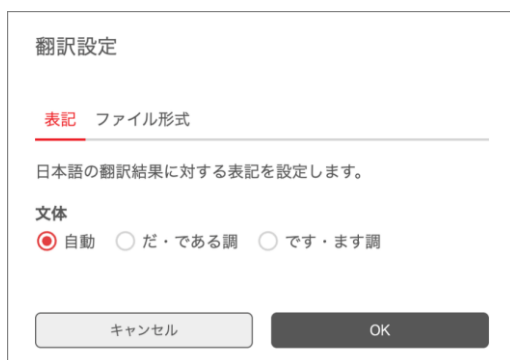 翻訳設定
表記 ファイル形式
日本語の翻訳結果に対する表記を設定します。
文体
自動 だ・である調 です・ます調
キャンセル OK